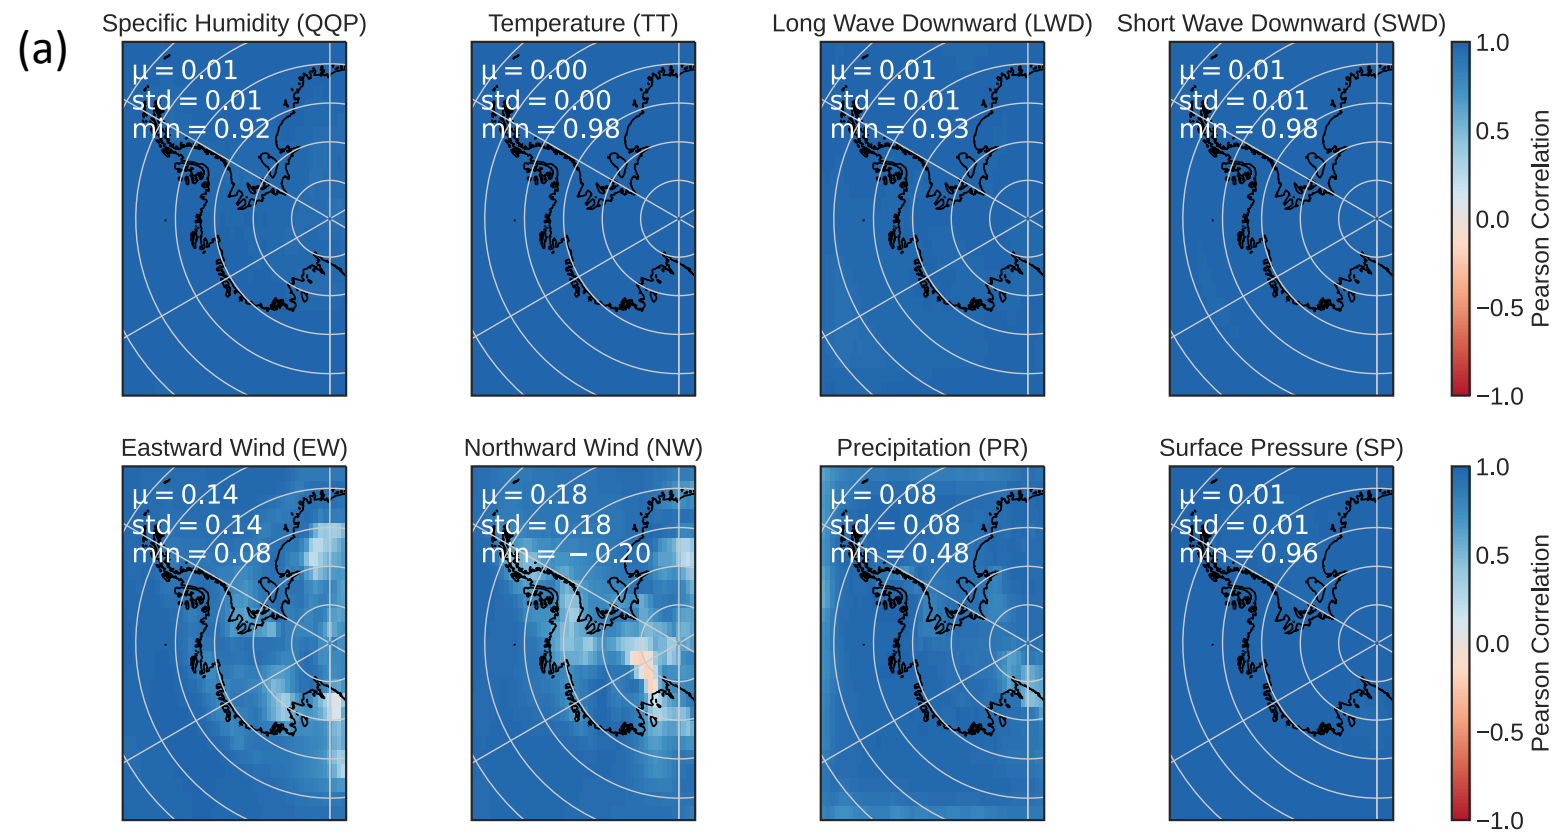 (a)
Specific Humidity (QQP)
μ = 0.01
std = 0.01
min = 0.92
Temperature (TT)
μ = 0.00
std = 0.00
min = 0.98
Long Wave Downward (LWD)
μ = 0.01
std = 0.01
min = 0.93
Short Wave Downward (SWD)
μ = 0.01
std = 0.01
min = 0.98
1.0
0.5
0.0
−0.5
−1.0
Pearson Correlation
Eastward Wind (EW)
μ = 0.14
std = 0.14
min = 0.08
Northward Wind (NW)
μ = 0.18
std = 0.18
min = −0.20
Precipitation (PR)
μ = 0.08
std = 0.08
min = 0.48
Surface Pressure (SP)
μ = 0.01
std = 0.01
min = 0.96
1.0
0.5
0.0
−0.5
−1.0
Pearson Correlation